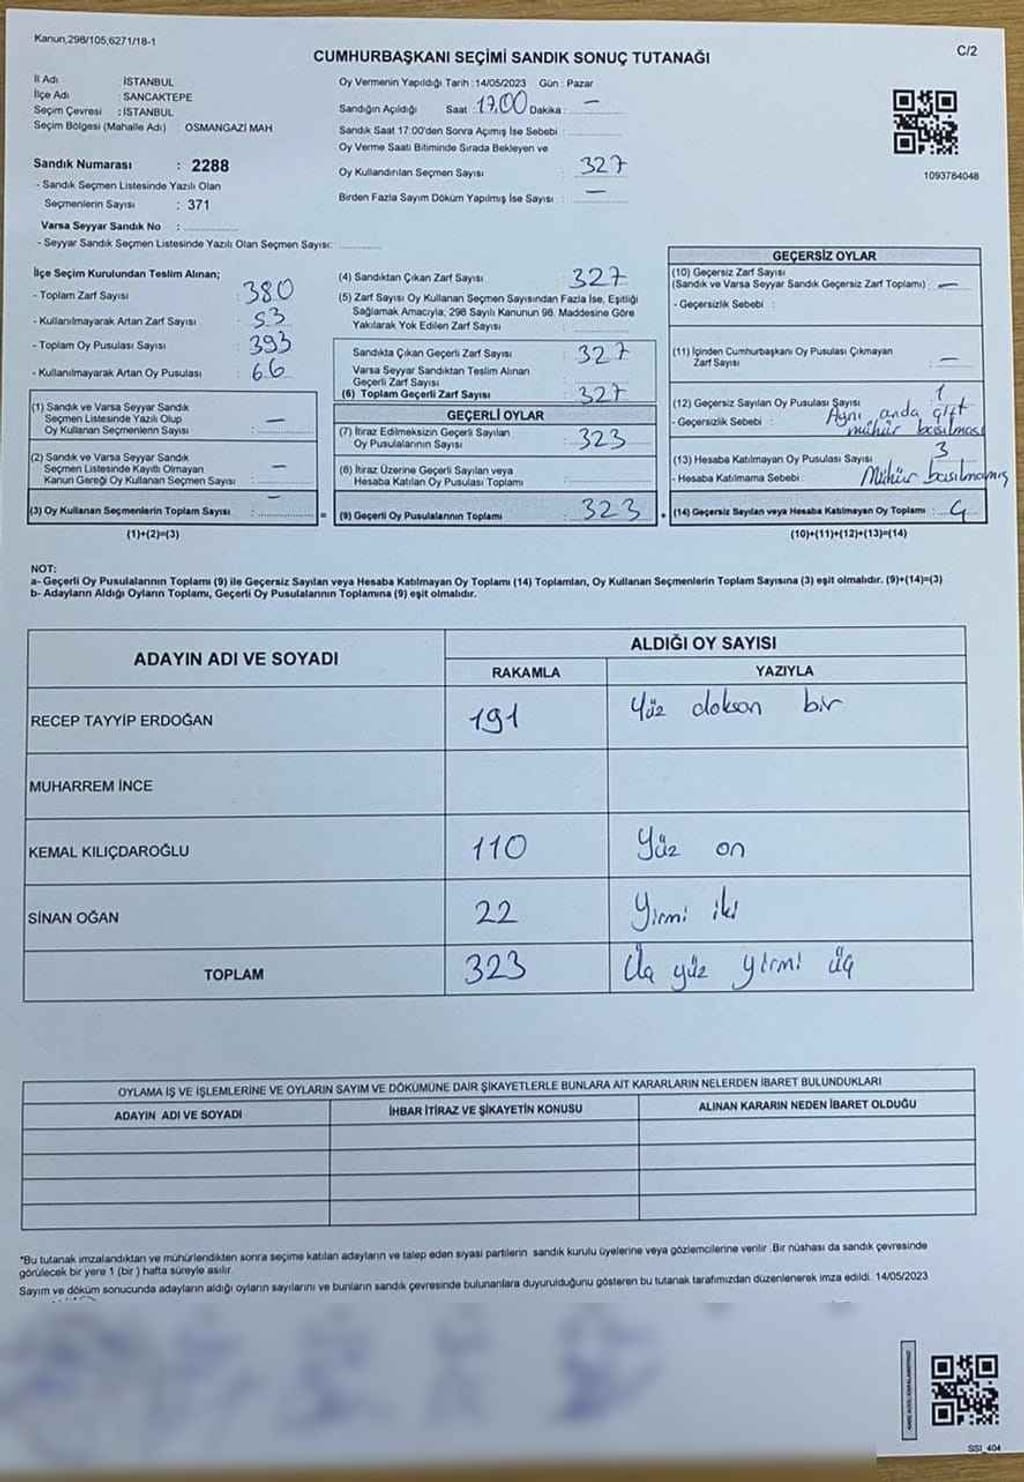 Kanun,298/105,6271/18-1
C/2
CUMHURBAŞKANI SEÇİMİ SANDIK SONUÇ TUTANAĞI
İl Adı : İSTANBUL
İlçe Adı : SANCAKTEPE
Seçim Çevresi : İSTANBUL
Seçim Bölgesi (Mahalle Adı) : OSMANGAZİ MAH
Sandık Numarası : 2288
- Sandık Seçmen Listesinde Yazılı Olan
Seçmenlerin Sayısı : 371
Varsa Seyyar Sandık No :
- Seyyar Sandık Seçmen Listesinde Yazılı Olan Seçmen Sayısı:
Oy Vermenin Yapıldığı Tarih : 14/05/2023 Gün : Pazar
Sandığın Açıldığı Saat : 17.00 Dakika : —
Sandık Saat 17:00'den Sonra Açımış İse Sebebi :
Oy Verme Saati Bitiminde Sırada Bekleyen ve
Oy Kullandırılan Seçmen Sayısı : 327
Birden Fazla Sayım Döküm Yapılmış İse Sayısı : —
1093784048
İlçe Seçim Kurulundan Teslim Alınan;
- Toplam Zarf Sayısı : 380
- Kullanılmayarak Artan Zarf Sayısı : 53
- Toplam Oy Pusulası Sayısı : 393
- Kullanılmayarak Artan Oy Pusulası : 66
(1) Sandık ve Varsa Seyyar Sandık
Seçmen Listesinde Yazılı Olup
Oy Kullanan Seçmenlerin Sayısı : —
(2) Sandık ve Varsa Seyyar Sandık
Seçmen Listesinde Kayıtlı Olmayan
Kanun Gereği Oy Kullanan Seçmen Sayısı : —
(3) Oy Kullanan Seçmenlerin Toplam Sayısı : —
(1)+(2)=(3)
(4) Sandıktan Çıkan Zarf Sayısı : 327
(5) Zarf Sayısı Oy Kullanan Seçmen Sayısından Fazla İse, Eşitliği
Sağlamak Amacıyla; 298 Sayılı Kanunun 98. Maddesine Göre
Yakılarak Yok Edilen Zarf Sayısı :
Sandıkta Çıkan Geçerli Zarf Sayısı : 327
Varsa Seyyar Sandıktan Teslim Alınan
Geçerli Zarf Sayısı :
(6) Toplam Geçerli Zarf Sayısı : 327
GEÇERLİ OYLAR
(7) İtiraz Edilmeksizin Geçerli Sayılan
Oy Pusulalarının Sayısı : 323
(8) İtiraz Üzerine Geçerli Sayılan veya
Hesaba Katılan Oy Pusulası Toplamı :
= (9) Geçerli Oy Pusulalarının Toplamı : 323
GEÇERSİZ OYLAR
(10) Geçersiz Zarf Sayısı
(Sandık ve Varsa Seyyar Sandık Geçersiz Zarf Toplamı) : —
- Geçersizlik Sebebi :
(11) İçinden Cumhurbaşkanı Oy Pusulası Çıkmayan
Zarf Sayısı : —
(12) Geçersiz Sayılan Oy Pusulası Sayısı : 1
- Geçersizlik Sebebi : Aynı anda çift
mühür basılması
(13) Hesaba Katılmayan Oy Pusulası Sayısı : 3
- Hesaba Katılmama Sebebi : Mühür basılmamış
+ (14) Geçersiz Sayılan veya Hesaba Katılmayan Oy Toplamı : 4
(10)+(11)+(12)+(13)=(14)
NOT:
a- Geçerli Oy Pusulalarının Toplamı (9) ile Geçersiz Sayılan veya Hesaba Katılmayan Oy Toplamı (14) Toplamları, Oy Kullanan Seçmenlerin Toplam Sayısına (3) eşit olmalıdır. (9)+(14)=(3)
b- Adayların Aldığı Oyların Toplamı, Geçerli Oy Pusulalarının Toplamına (9) eşit olmalıdır.
ADAYIN ADI VE SOYADI
ALDIĞI OY SAYISI
RAKAMLA YAZIYLA
RECEP TAYYİP ERDOĞAN 191 Yüz doksan bir
MUHARREM İNCE
KEMAL KILIÇDAROĞLU 110 Yüz on
SİNAN OĞAN 22 Yirmi iki
TOPLAM 323 Üç yüz yirmi üç
OYLAMA İŞ VE İŞLEMLERİNE VE OYLARIN SAYIM VE DÖKÜMÜNE DAİR ŞİKAYETLERLE BUNLARA AİT KARARLARIN NELERDEN İBARET BULUNDUKLARI
ADAYIN ADI VE SOYADI İHBAR İTİRAZ VE ŞİKAYETİN KONUSU ALINAN KARARIN NEDEN İBARET OLDUĞU
*Bu tutanak imzalandıktan ve mühürlendikten sonra seçime katılan adayların ve talep eden siyasi partilerin sandık kurulu üyelerine veya gözlemcilerine verilir. Bir nüshası da sandık çevresinde
görülecek bir yere 1 (bir) hafta süreyle asılır.
Sayım ve döküm sonucunda adayların aldığı oyların sayılarını ve bunların sandık çevresinde bulunanlara duyurulduğunu gösteren bu tutanak tarafımızdan düzenlenerek imza edildi. 14/05/2023
SSI_404